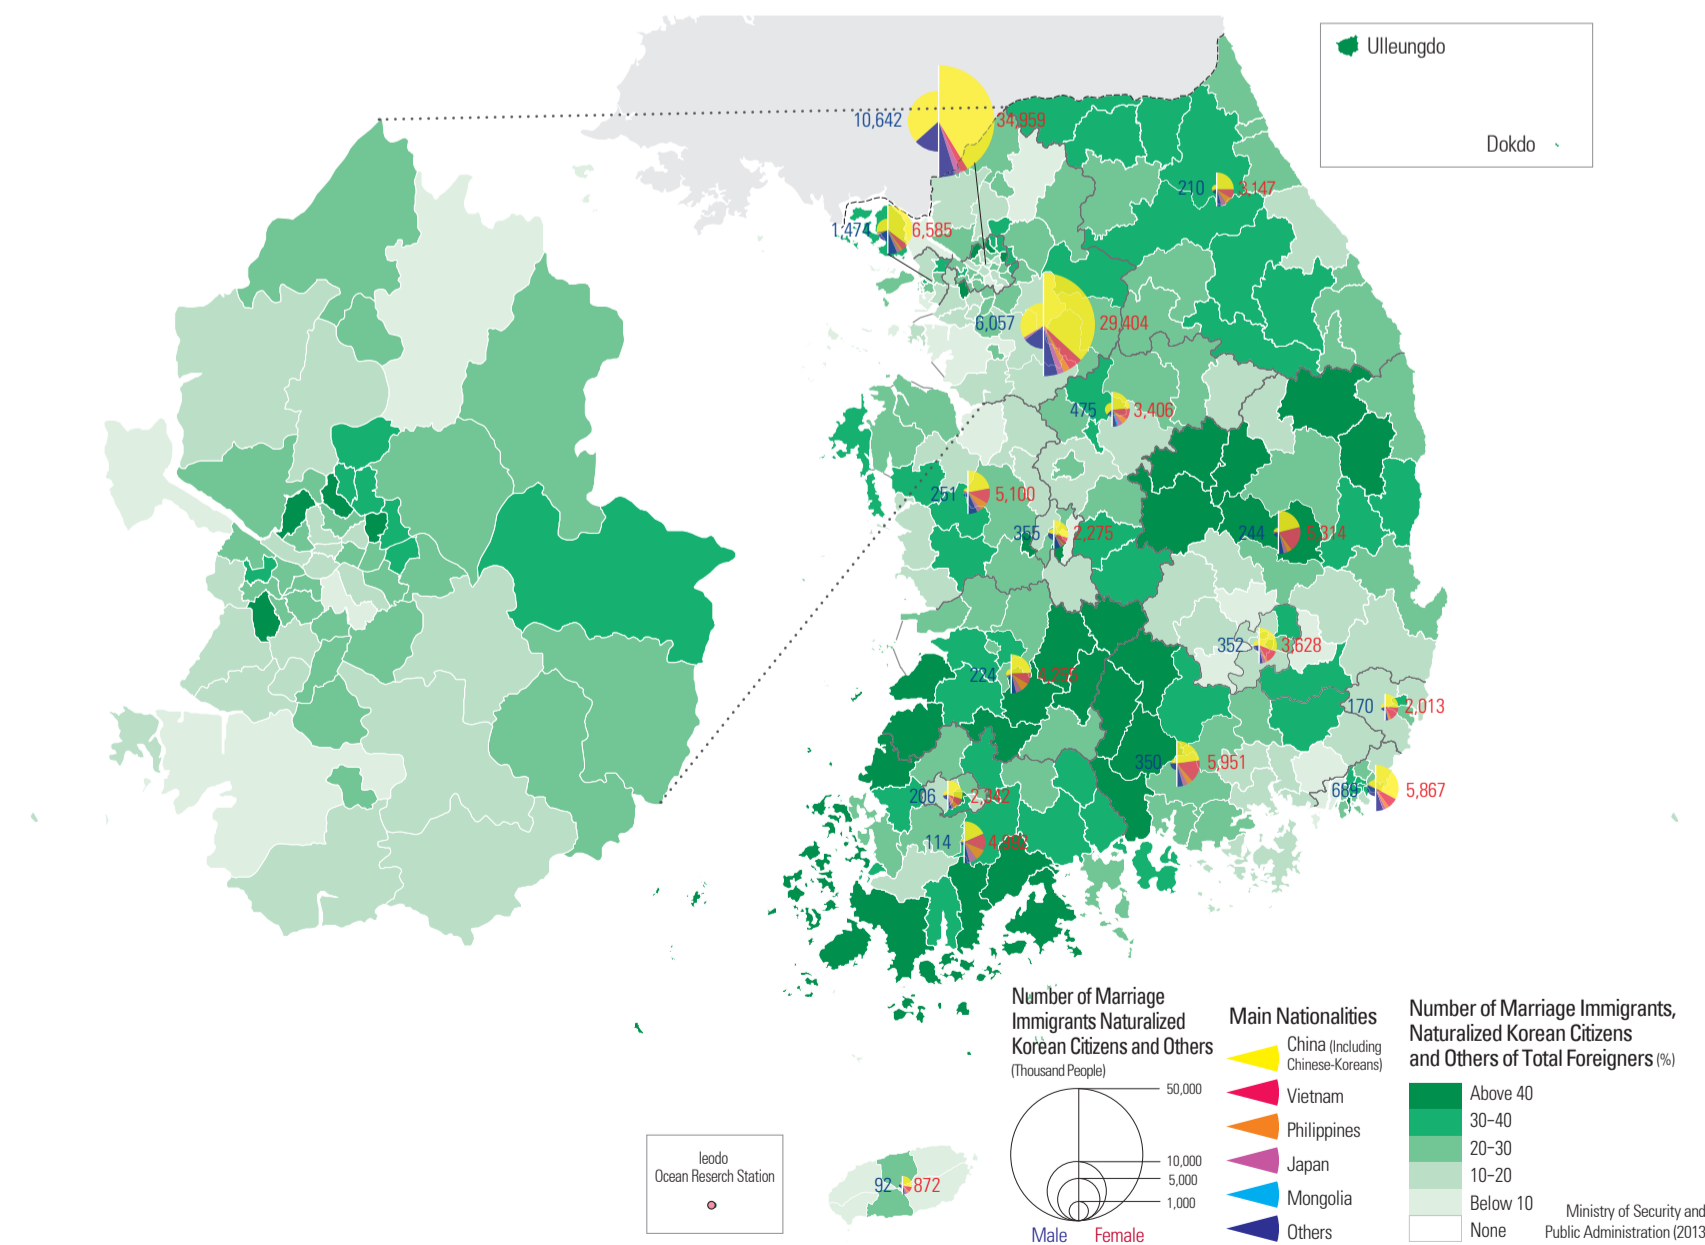 Ulleungdo
Dokdo
10,642
34,959
210
3,147
1,474
6,585
6,057
29,404
475
3,406
251
5,100
355
2,275
244
5,314
352
3,628
224
4,255
170
2,013
350
5,951
689
5,867
206
2,342
114
4,992
92
872
Ieodo
Ocean Reserch Station
Number of Marriage
Immigrants Naturalized
Korean Citizens and Others
(Thousand People)
50,000
10,000
5,000
1,000
Male
Female
Main Nationalities
China (Including
Chinese-Koreans)
Vietnam
Philippines
Japan
Mongolia
Others
Number of Marriage Immigrants,
Naturalized Korean Citizens
and Others of Total Foreigners (%)
Above 40
30-40
20-30
10-20
Below 10
None
Ministry of Security and
Public Administration (2013